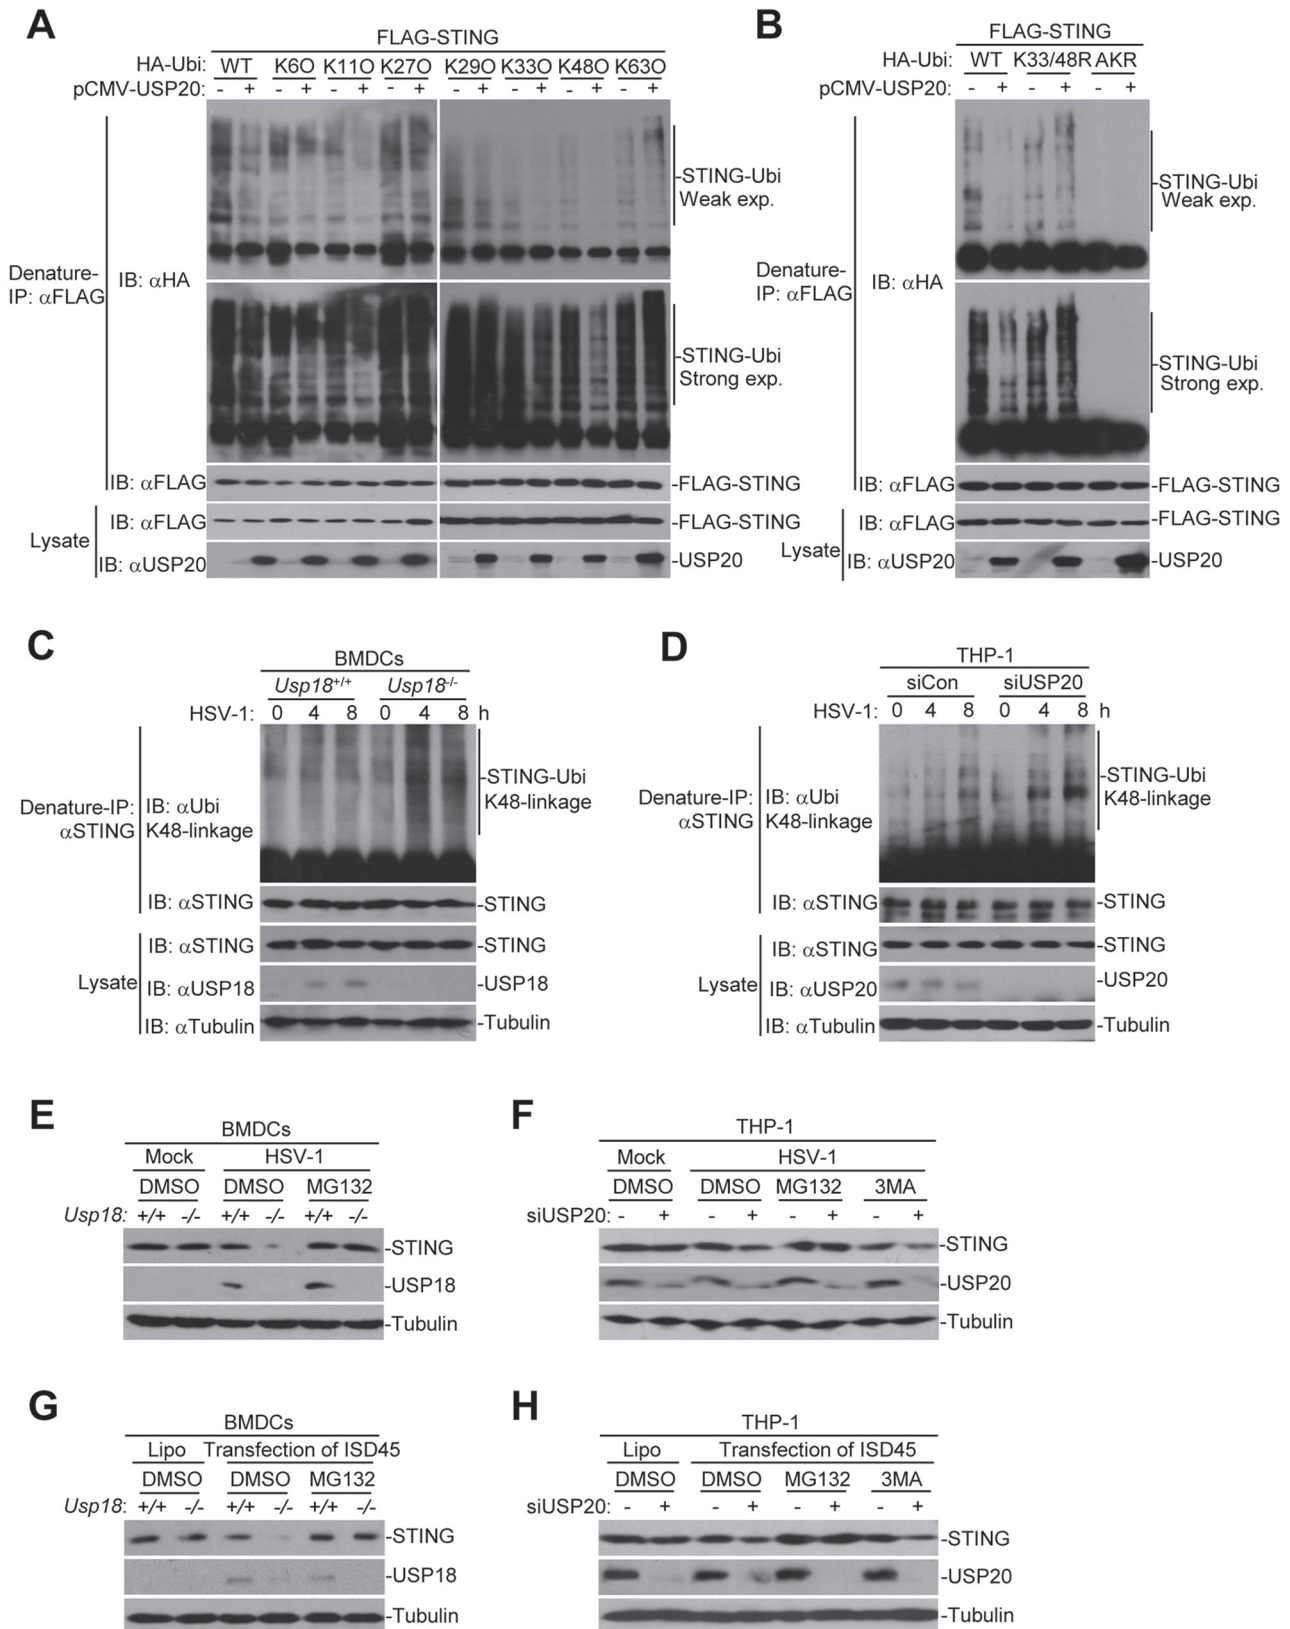 A
FLAG-STING
HA-Ubi: WT K6O K11O K27O K29O K33O K48O K63O
pCMV-USP20: - + - + - + - + - + - + - + - +
Denature-
IP: αFLAG
IB: αHA
-STING-Ubi
Weak exp.
-STING-Ubi
Strong exp.
IB: αFLAG -FLAG-STING
Lysate
IB: αFLAG -FLAG-STING
IB: αUSP20 -USP20
B
FLAG-STING
HA-Ubi: WT K33/48R AKR
pCMV-USP20: - + - + - +
Denature-
IP: αFLAG
IB: αHA
-STING-Ubi
Weak exp.
-STING-Ubi
Strong exp.
IB: αFLAG -FLAG-STING
Lysate
IB: αFLAG -FLAG-STING
IB: αUSP20 -USP20
C
BMDCs
Usp18+/+ Usp18-/-
HSV-1: 0 4 8 0 4 8 h
Denature-IP:
αSTING
IB: αUbi
K48-linkage
-STING-Ubi
K48-linkage
IB: αSTING -STING
Lysate
IB: αSTING -STING
IB: αUSP18 -USP18
IB: αTubulin -Tubulin
D
THP-1
siCon siUSP20
HSV-1: 0 4 8 0 4 8 h
Denature-IP:
αSTING
IB: αUbi
K48-linkage
-STING-Ubi
K48-linkage
IB: αSTING -STING
Lysate
IB: αSTING -STING
IB: αUSP20 -USP20
IB: αTubulin -Tubulin
E
BMDCs
Mock HSV-1
DMSO DMSO MG132
Usp18: +/+ -/- +/+ -/- +/+ -/-
-STING
-USP18
-Tubulin
F
THP-1
Mock HSV-1
DMSO DMSO MG132 3MA
siUSP20: - + - + - + - +
-STING
-USP20
-Tubulin
G
BMDCs
Lipo Transfection of ISD45
DMSO DMSO MG132
Usp18: +/+ -/- +/+ -/- +/+ -/-
-STING
-USP18
-Tubulin
H
THP-1
Lipo Transfection of ISD45
DMSO DMSO MG132 3MA
siUSP20: - + - + - + - +
-STING
-USP20
-Tubulin